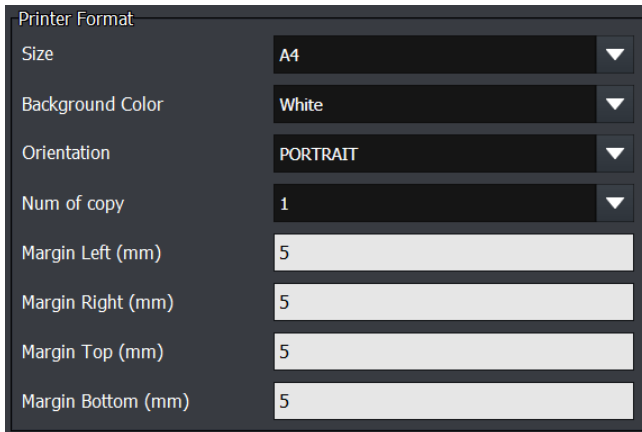 Printer Format
Size A4
Background Color White
Orientation PORTRAIT
Num of copy 1
Margin Left (mm) 5
Margin Right (mm) 5
Margin Top (mm) 5
Margin Bottom (mm) 5